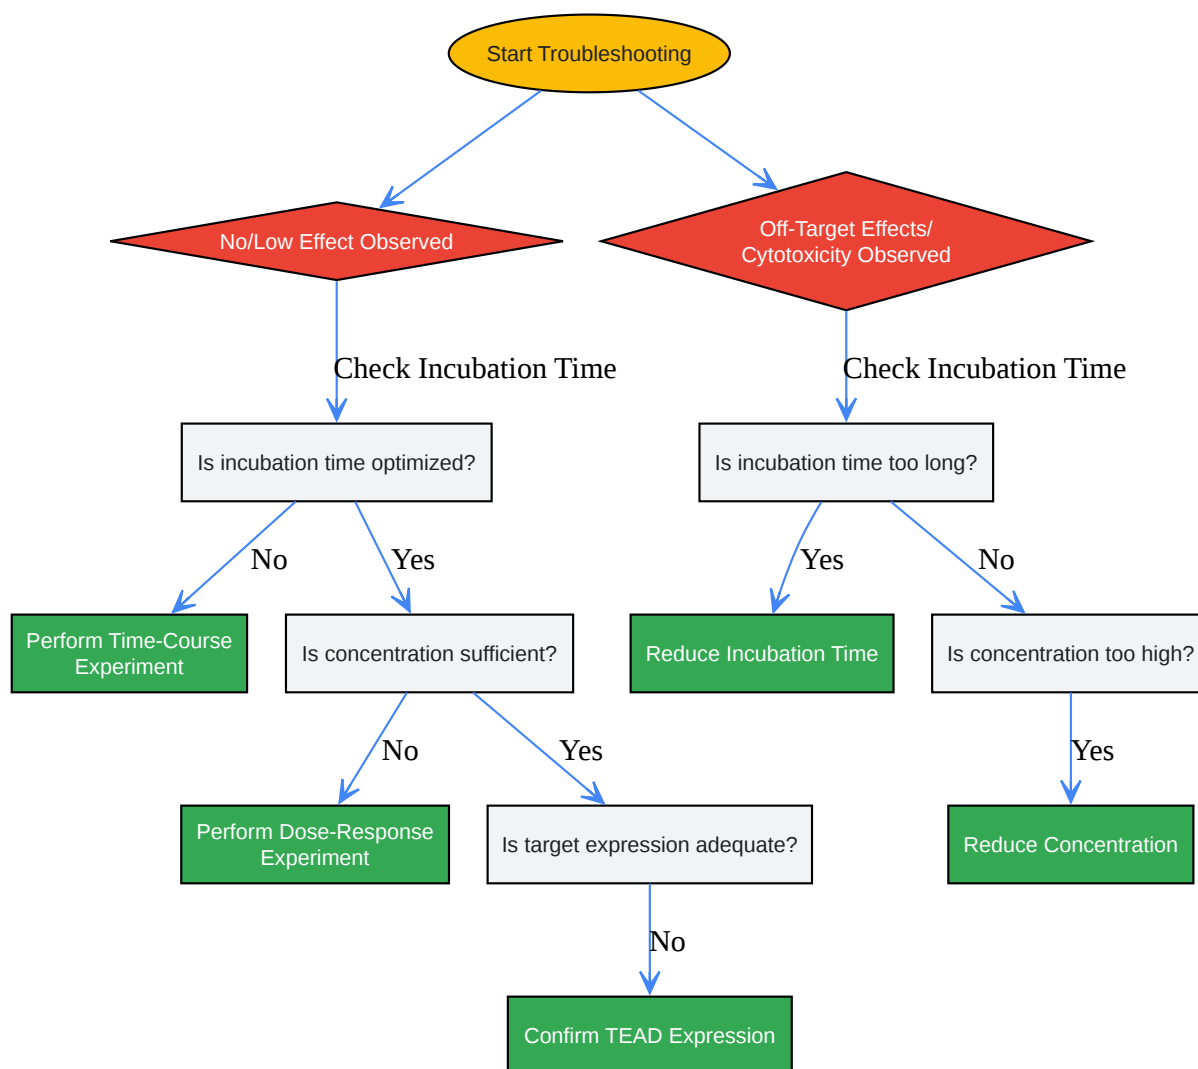 Start Troubleshooting
No/Low Effect Observed
Off-Target Effects/
Cytotoxicity Observed
Check Incubation Time
Check Incubation Time
Is incubation time optimized?
Is incubation time too long?
No
Yes
Yes
No
Perform Time-Course
Experiment
Is concentration sufficient?
Reduce Incubation Time
Is concentration too high?
No
Yes
Yes
Perform Dose-Response
Experiment
Is target expression adequate?
Reduce Concentration
No
Confirm TEAD Expression